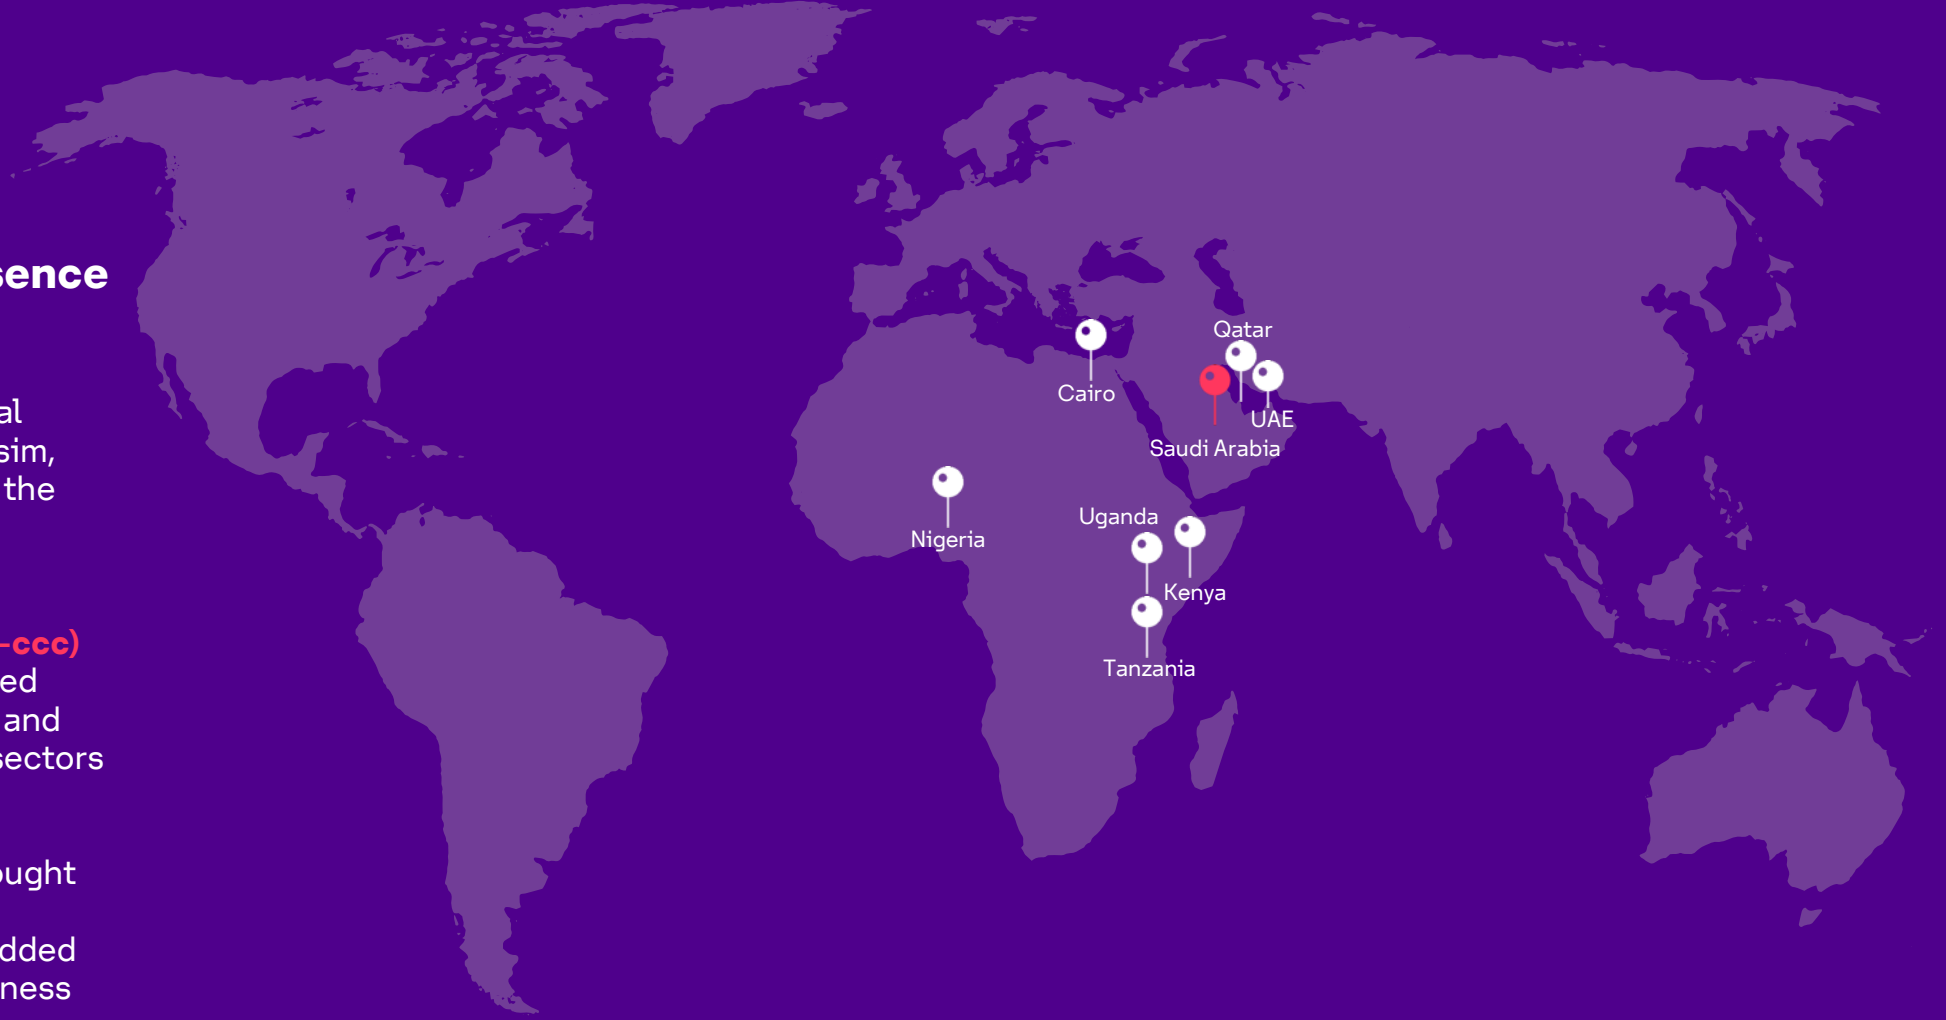 sence
al
sim,
the
-ccc)
ed
and
sectors
ought
dded
ness
Qatar
Cairo
UAE
Saudi Arabia
Nigeria
Uganda
Kenya
Tanzania